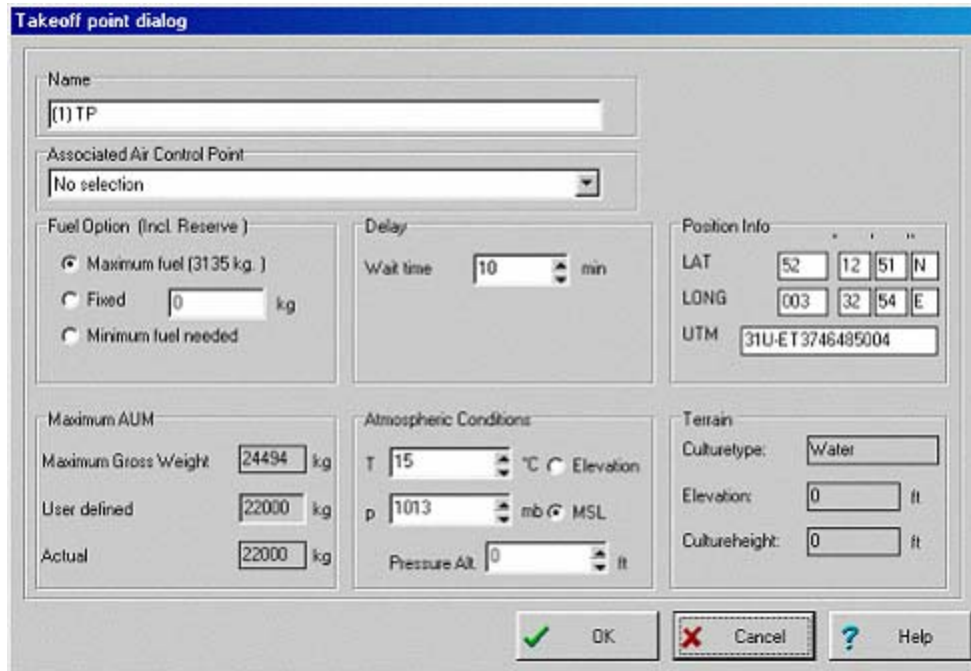 Takeoff point dialog
Name
(1) TP
Associated Air Control Point
No selection
Fuel Option (Incl. Reserve )
Maximum fuel (3135 kg. )
Fixed 0 kg
Minimum fuel needed
Delay
Wait time 10 min
Position Info
° ' "
LAT 52 12 51 N
LONG 003 32 54 E
UTM 31U-ET3746485004
Maximum AUM
Maximum Gross Weight 24494 kg
User defined 22000 kg
Actual 22000 kg
Atmospheric Conditions
T 15 °C Elevation
p 1013 mb MSL
Pressure Alt. 0 ft
Terrain
Culturetype: Water
Elevation: 0 ft
Cultureheight: 0 ft
OK Cancel ? Help